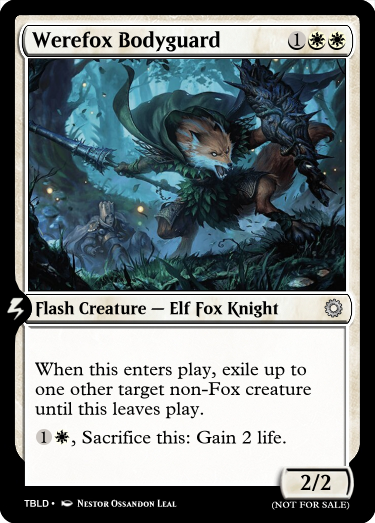 Werefox Bodyguard 1
Flash Creature — Elf Fox Knight
When this enters play, exile up to
one other target non-Fox creature
until this leaves play.
1, Sacrifice this: Gain 2 life.
2/2
TBLD • Nestor Ossandon Leal
(NOT FOR SALE)